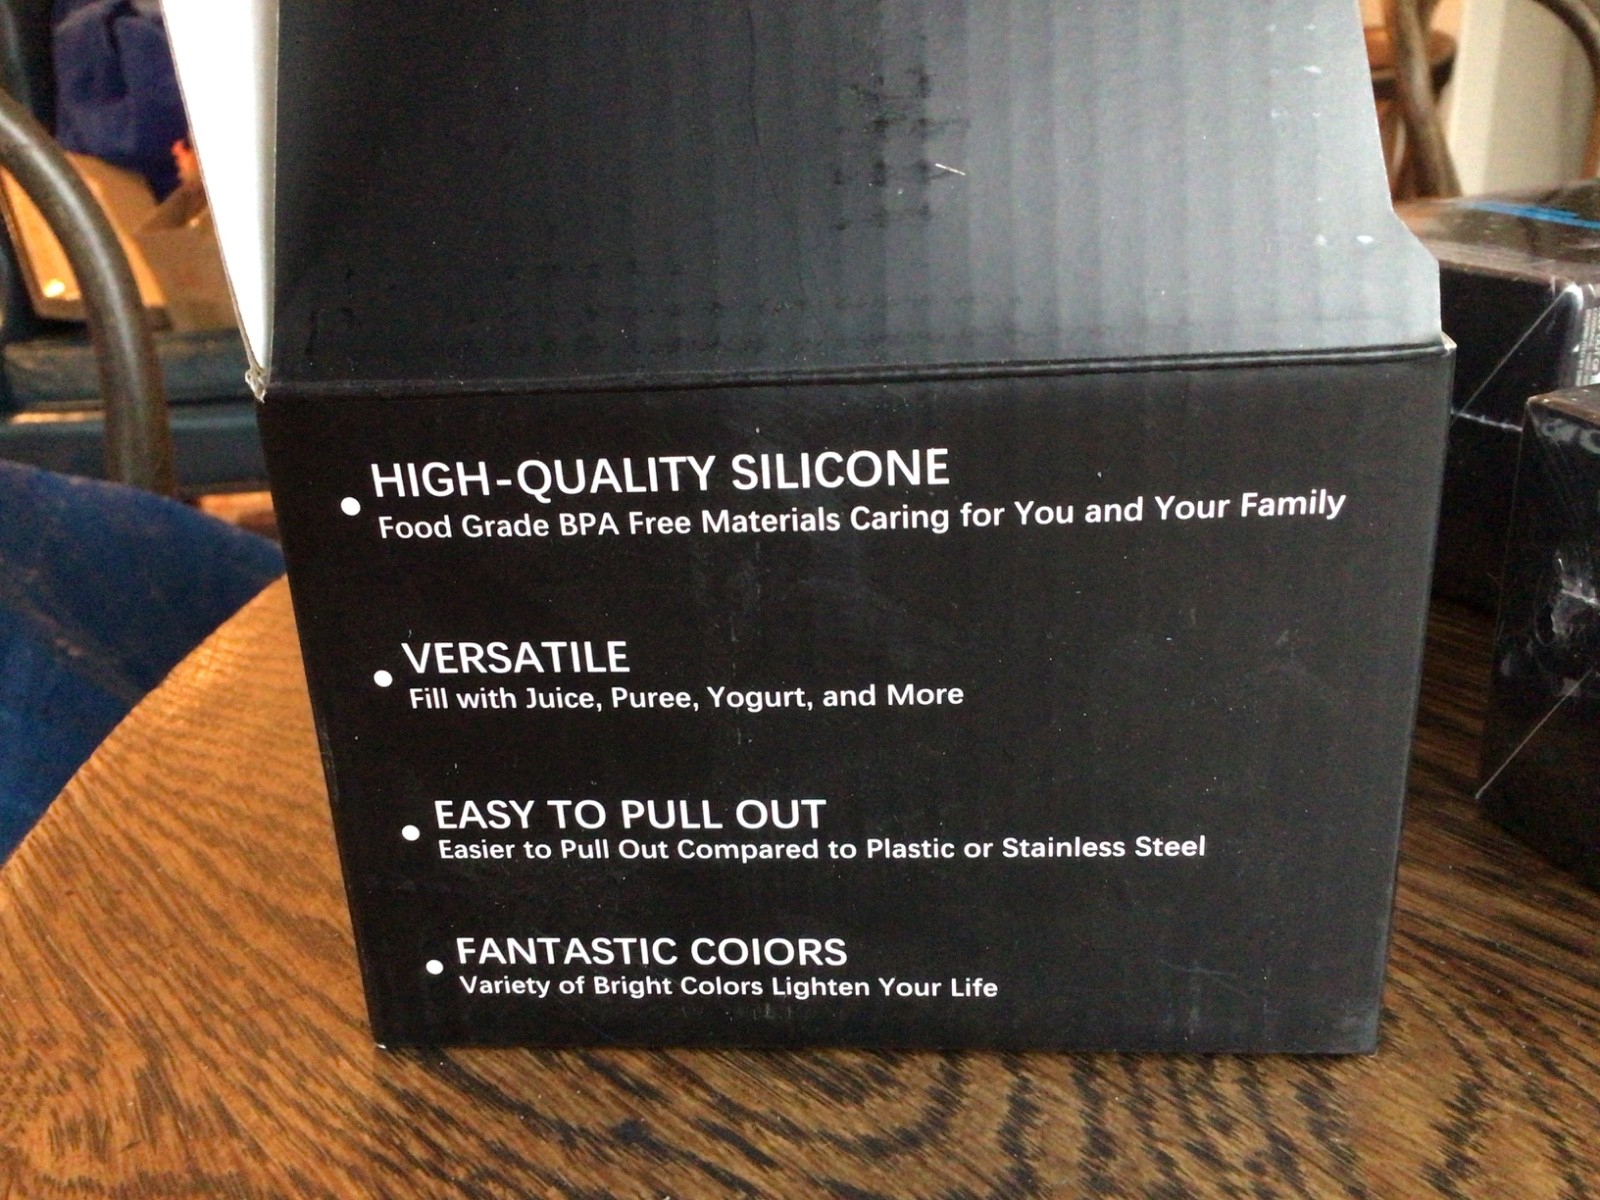 HIGH-QUALITY SILICONE
Food Grade BPA Free Materials Caring for You and Your Family
VERSATILE
Fill with Juice, Puree, Yogurt, and More
EASY TO PULL OUT
Easier to Pull Out Compared to Plastic or Stainless Steel
FANTASTIC COIORS
Variety of Bright Colors Lighten Your Life